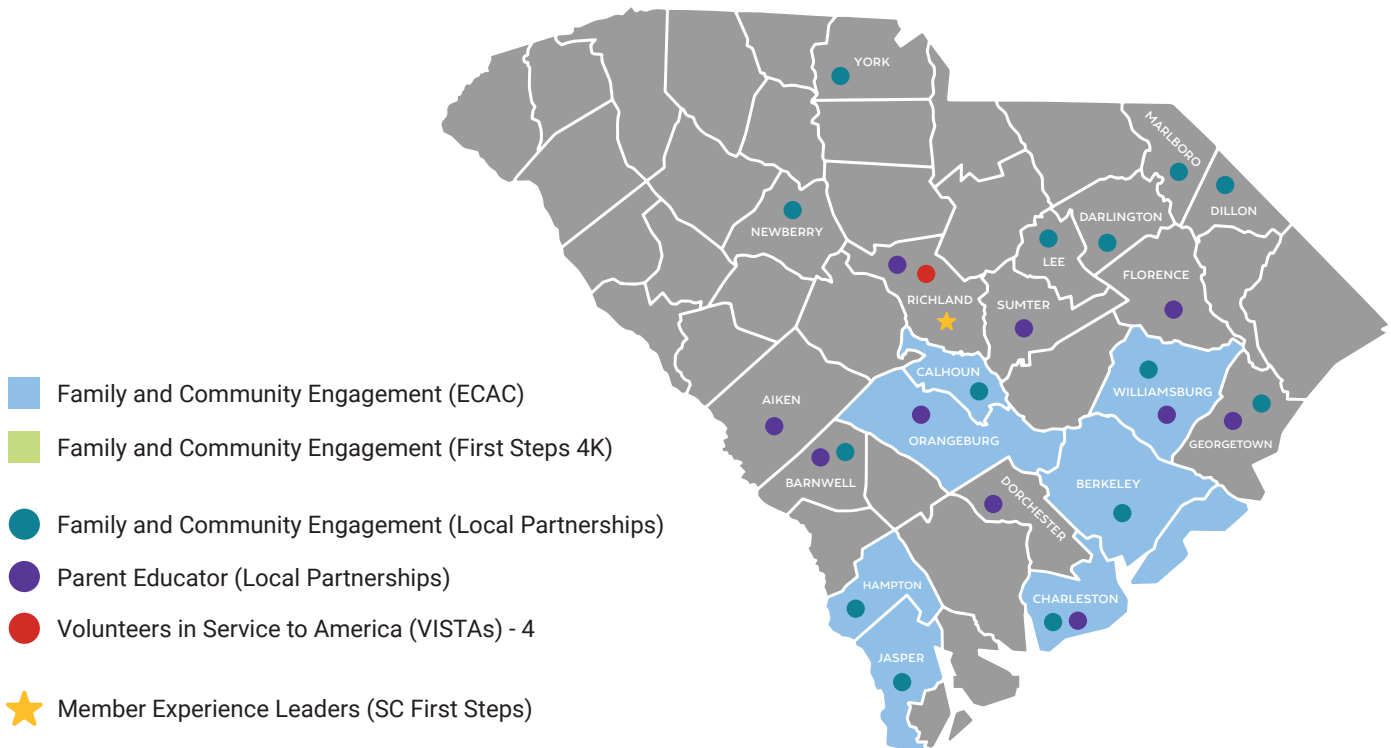 YORK
MARLBORO
DILLON
DARLINGTON
NEWBERRY
LEE
FLORENCE
RICHLAND
SUMTER
CALHOUN
Family and Community Engagement (ECAC)
WILLIAMSBURG
AIKEN
ORANGEBURG
GEORGETOWN
Family and Community Engagement (First Steps 4K)
BARNWELL
BERKELEY
DORCHESTER
Family and Community Engagement (Local Partnerships)
Parent Educator (Local Partnerships)
HAMPTON
CHARLESTON
Volunteers in Service to America (VISTAs) - 4
JASPER
Member Experience Leaders (SC First Steps)